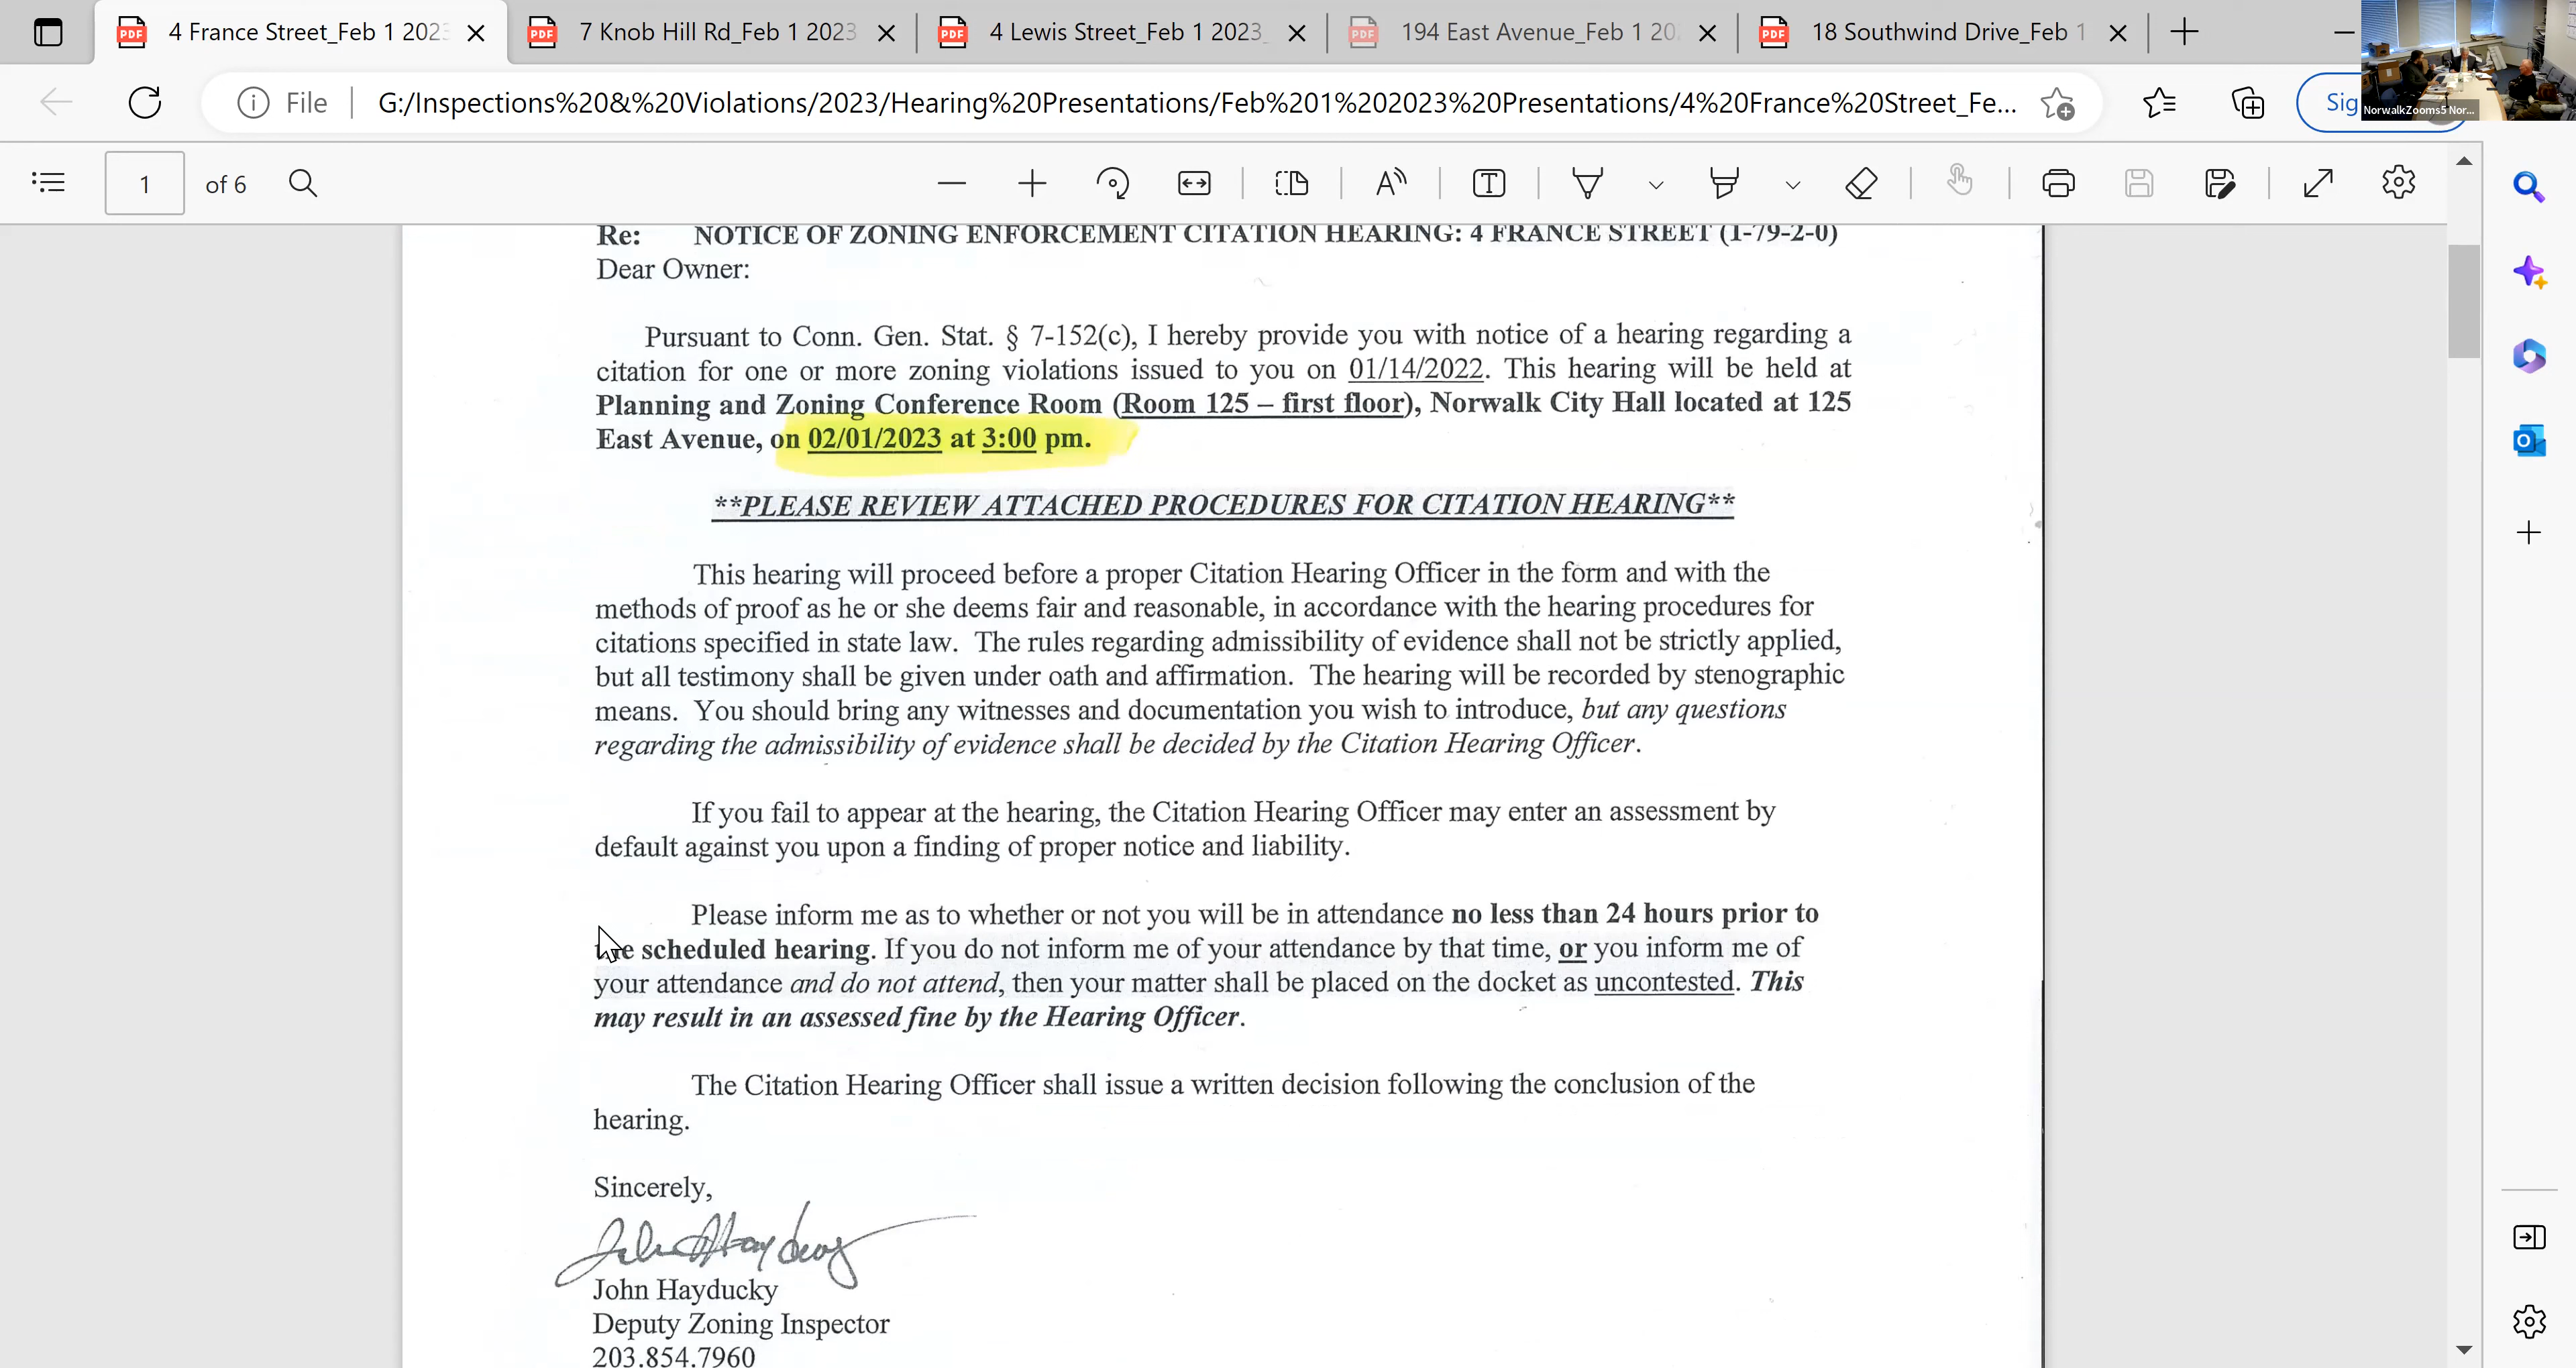 4 France Street_Feb 1 202
7 Knob Hill Rd_Feb 1 2023
4 Lewis Street_Feb 1 2023_
194 East Avenue_Feb 1 20
18 Southwind Drive_Feb 1
File
G:/Inspections%20&%20Violations/2023/Hearing%20Presentations/Feb%201%202023%20Presentations/4%20France%20Street_Fe...
Sig
NorwalkZooms5 Nor...
1 of 6
Re: NOTICE OF ZONING ENFORCEMENT CITATION HEARING: 4 FRANCE STREET (1-79-2-0)
Dear Owner:
Pursuant to Conn. Gen. Stat. § 7-152(c), I hereby provide you with notice of a hearing regarding a
citation for one or more zoning violations issued to you on 01/14/2022. This hearing will be held at
Planning and Zoning Conference Room (Room 125 – first floor), Norwalk City Hall located at 125
East Avenue, on 02/01/2023 at 3:00 pm.
**PLEASE REVIEW ATTACHED PROCEDURES FOR CITATION HEARING**
This hearing will proceed before a proper Citation Hearing Officer in the form and with the
methods of proof as he or she deems fair and reasonable, in accordance with the hearing procedures for
citations specified in state law. The rules regarding admissibility of evidence shall not be strictly applied,
but all testimony shall be given under oath and affirmation. The hearing will be recorded by stenographic
means. You should bring any witnesses and documentation you wish to introduce, but any questions
regarding the admissibility of evidence shall be decided by the Citation Hearing Officer.
If you fail to appear at the hearing, the Citation Hearing Officer may enter an assessment by
default against you upon a finding of proper notice and liability.
Please inform me as to whether or not you will be in attendance no less than 24 hours prior to
the scheduled hearing. If you do not inform me of your attendance by that time, or you inform me of
your attendance and do not attend, then your matter shall be placed on the docket as uncontested. This
may result in an assessed fine by the Hearing Officer.
The Citation Hearing Officer shall issue a written decision following the conclusion of the
hearing.
Sincerely,
John Hayducky
John Hayducky
Deputy Zoning Inspector
203.854.7960